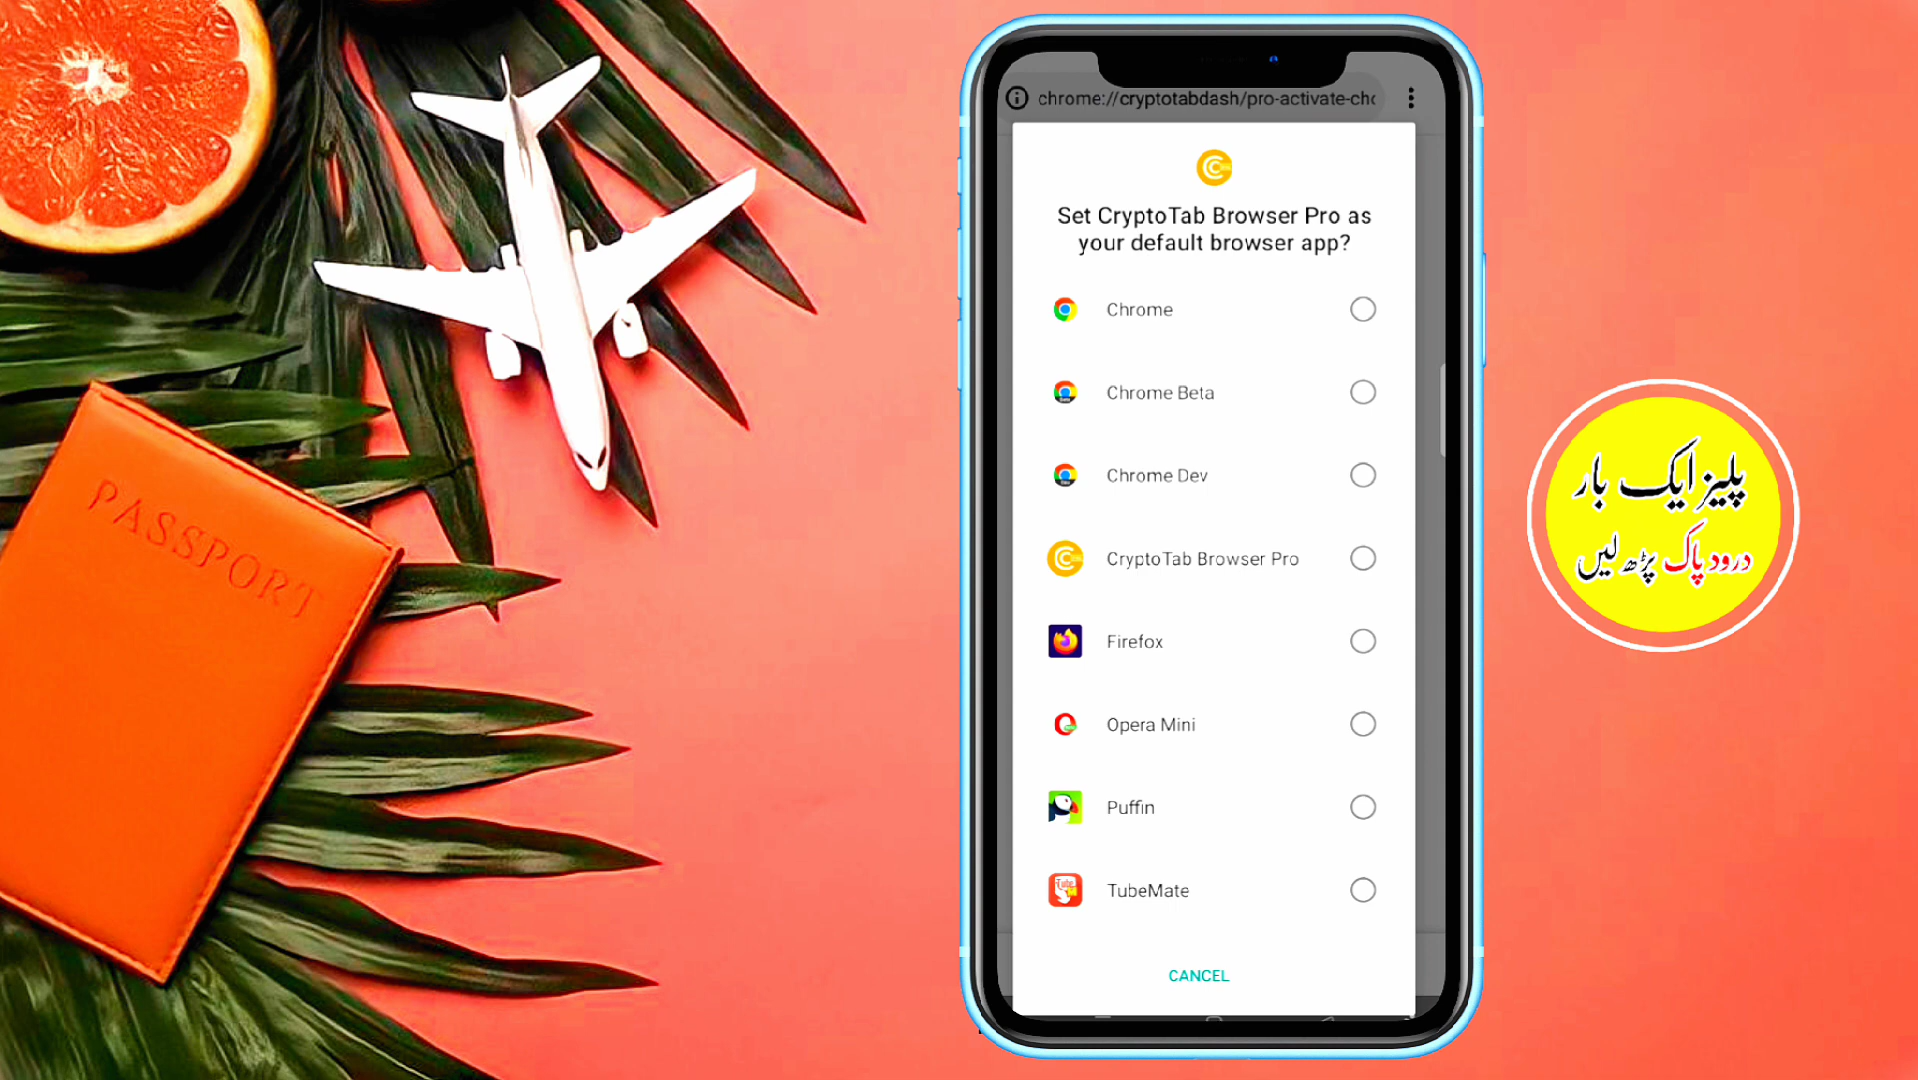 PASSPORT
chrome://cryptotabdash/pro-activate-chc
Set CryptoTab Browser Pro as
your default browser app?
Chrome
Chrome Beta
Chrome Dev
CryptoTab Browser Pro
Firefox
Opera Mini
Puffin
TubeMate
CANCEL
پلیز ایک بار
درود پاک پڑھ لیں